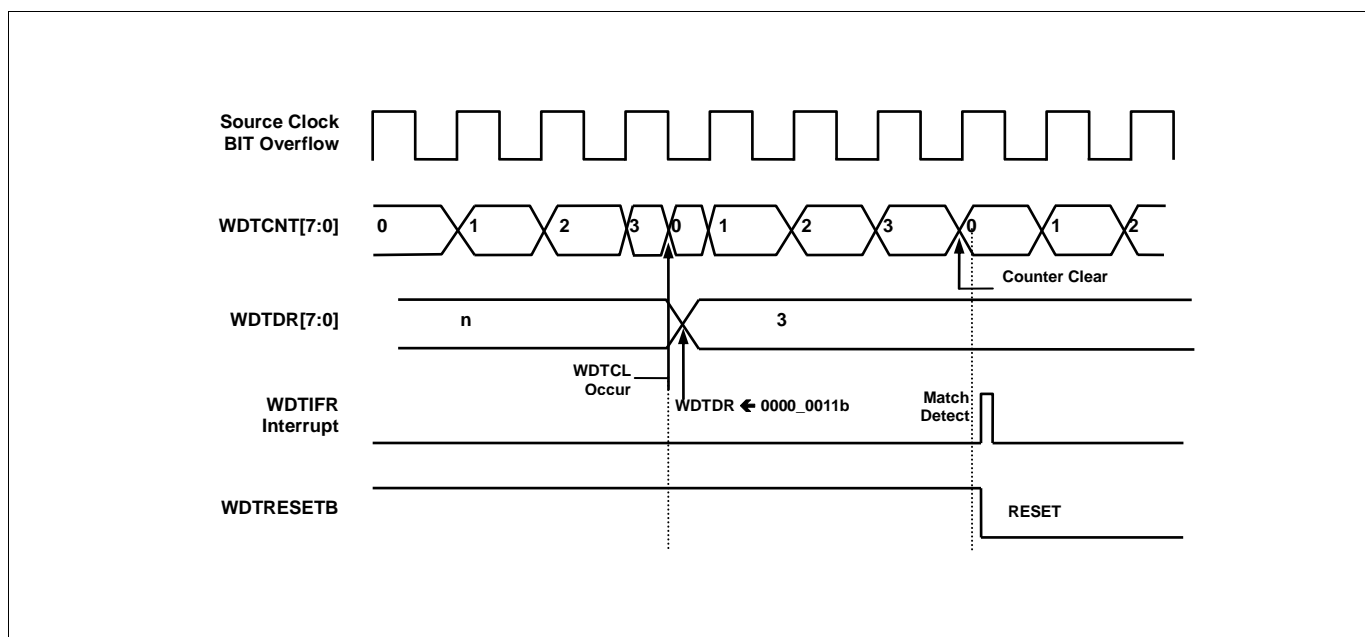 Source Clock
BIT Overflow
WDTCNT[7:0]
0 1 2 3 0 1 2 3 0 1 2
Counter Clear
WDTDR[7:0]
n 3
WDTCL
Occur
WDTDR 🡸 0000_0011b
WDTIFR
Interrupt
Match
Detect
WDTRESETB
RESET